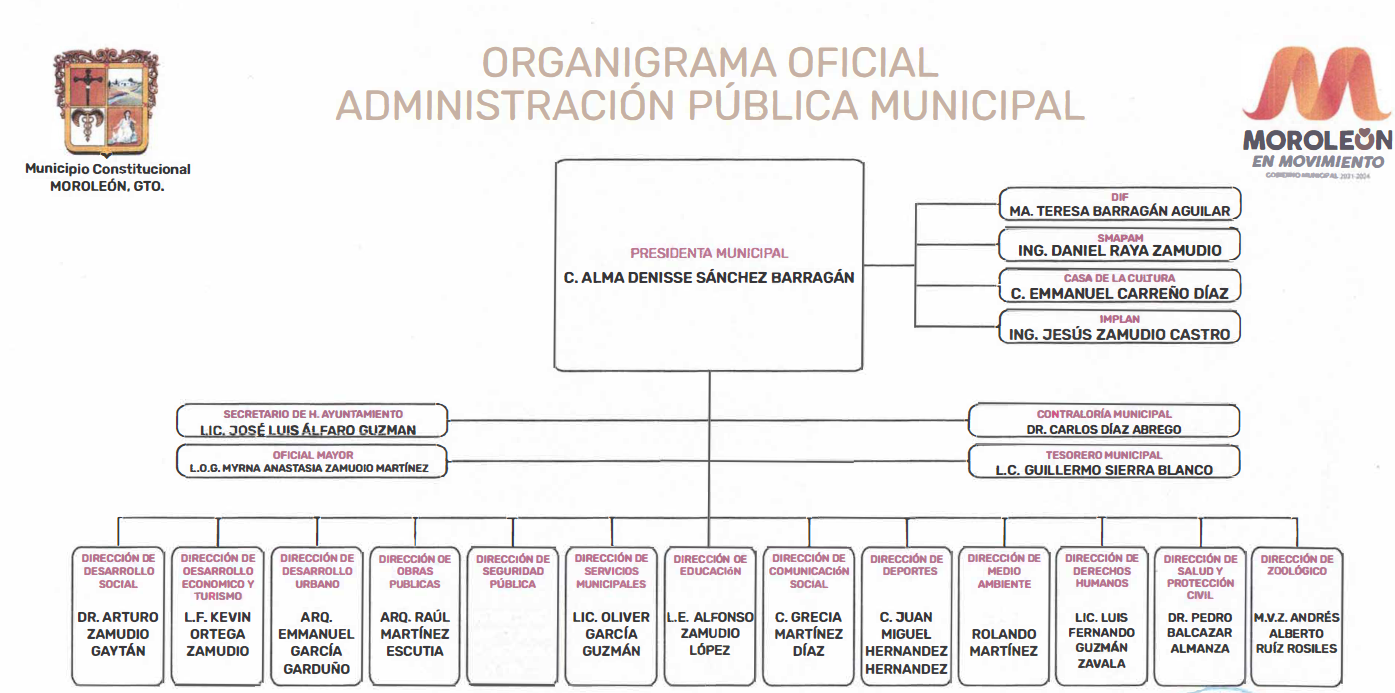 ORGANIGRAMA OFICIAL
ADMINISTRACIÓN PÚBLICA MUNICIPAL
Municipio Constitucional
MOROLEÓN, GTO.
MOROLEÓN
EN MOVIMIENTO
GOBIERNO MUNICIPAL 2021-2024
PRESIDENTA MUNICIPAL
C. ALMA DENISSE SÁNCHEZ BARRAGÁN
DIF
MA. TERESA BARRAGÁN AGUILAR
SMAPAM
ING. DANIEL RAYA ZAMUDIO
CASA DE LA CULTURA
C. EMMANUEL CARREÑO DÍAZ
IMPLAN
ING. JESÚS ZAMUDIO CASTRO
SECRETARIO DE H. AYUNTAMIENTO
LIC. JOSÉ LUIS ÁLFARO GUZMAN
OFICIAL MAYOR
L.O.G. MYRNA ANASTASIA ZAMUOIO MARTÍNEZ
CONTRALORÍA MUNICIPAL
DR. CARLOS DÍAZ ABREGO
TESORERO MUNICIPAL
L.C. GUILLERMO SIERRA BLANCO
DIRECCIÓN DE
DESARROLLO
SOCIAL
DR. ARTURO
ZAMUDIO
GAYTÁN
DIRECCIÓN DE
OESARROLLO
ECONOMICO Y
TURISMO
L.F. KEVIN
ORTEGA
ZAMUDIO
DIRECCIÓN DE
DESARROLLO
URBANO
ARQ.
EMMANUEL
GARCÍA
GARDUÑO
DIRECCIÓN OE
OBRAS
PUBLICAS
ARQ. RAÚL
MARTÍNEZ
ESCUTIA
DIRECCIÓN DE
SEGURIDAD
PÚBLICA
DIRECCIÓN DE
SERVICIOS
MUNICIPALES
LIC. OLIVER
GARCÍA
GUZMÁN
DIRECCIÓN OE
EDUCACIÓN
L.E. ALFONSO
ZAMUDIO
LÓPEZ
DIRECCIÓN DE
COMUNICACIÓN
SOCIAL
C. GRECIA
MARTÍNEZ
DÍAZ
DIRECCIÓN DE
DEPORTES
C. JUAN
MIGUEL
HERNANDEZ
HERNANDEZ
DIRECCIÓN DE
MEDIO
AMBIENTE
ROLANDO
MARTÍNEZ
DIRECCIÓN DE
DERECHOS
HUMANOS
LIC. LUIS
FERNANDO
GUZMÁN
ZAVALA
DIRECCIÓN DE
SALUD Y
PROTECCIÓN
CIVIL
DR. PEDRO
BALCAZAR
ALMANZA
DIRECCIÓN DE
ZOOLÓGICO
M.V.Z. ANDRÉS
ALBERTO
RUÍZ ROSILES